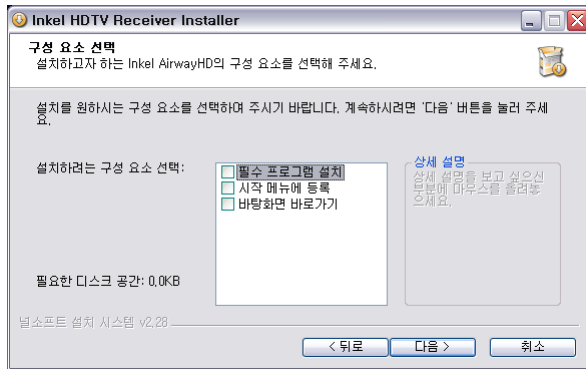 Inkel HDTV Receiver Installer
구성 요소 선택
설치하고자 하는 Inkel AirwayHD의 구성 요소를 선택해 주세요.
설치를 원하시는 구성 요소를 선택하여 주시기 바랍니다. 계속하시려면 '다음' 버튼을 눌러 주세
요.
설치하려는 구성 요소 선택:
필수 프로그램 설치
시작 메뉴에 등록
바탕화면 바로가기
상세 설명
상세 설명을 보고 싶으신
부분에 마우스를 올려놓
으세요.
필요한 디스크 공간: 0.0KB
널소프트 설치 시스템 v2.28
< 뒤로
다음 >
취소